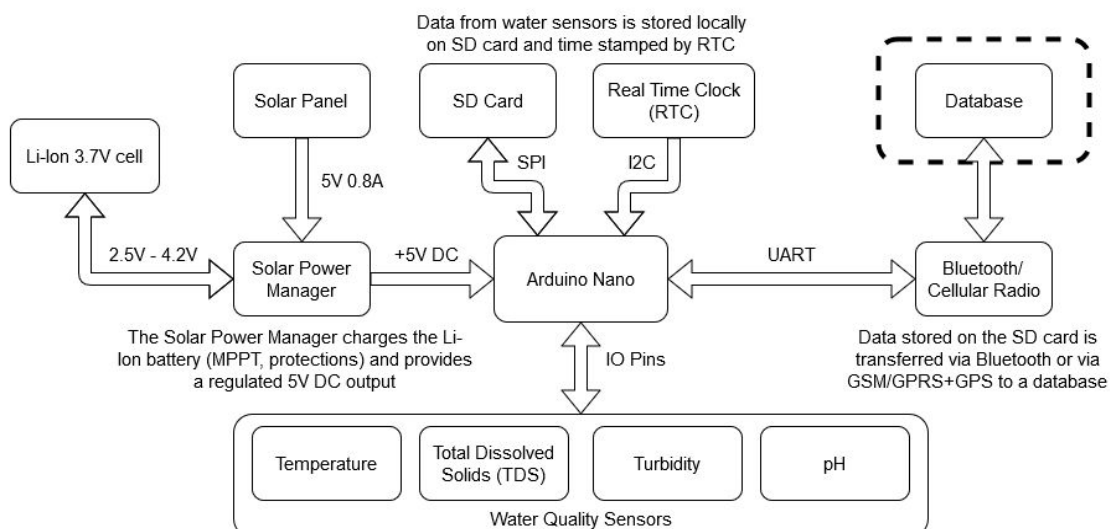 Data from water sensors is stored locally
on SD card and time stamped by RTC
Solar Panel
SD Card
Real Time Clock
(RTC)
Database
Li-Ion 3.7V cell
SPI
I2C
5V 0.8A
2.5V - 4.2V
Solar Power
Manager
+5V DC
Arduino Nano
UART
Bluetooth/
Cellular Radio
The Solar Power Manager charges the Li-
Ion battery (MPPT, protections) and provides
a regulated 5V DC output
IO Pins
Data stored on the SD card is
transferred via Bluetooth or via
GSM/GPRS+GPS to a database
Temperature
Total Dissolved
Solids (TDS)
Turbidity
pH
Water Quality Sensors